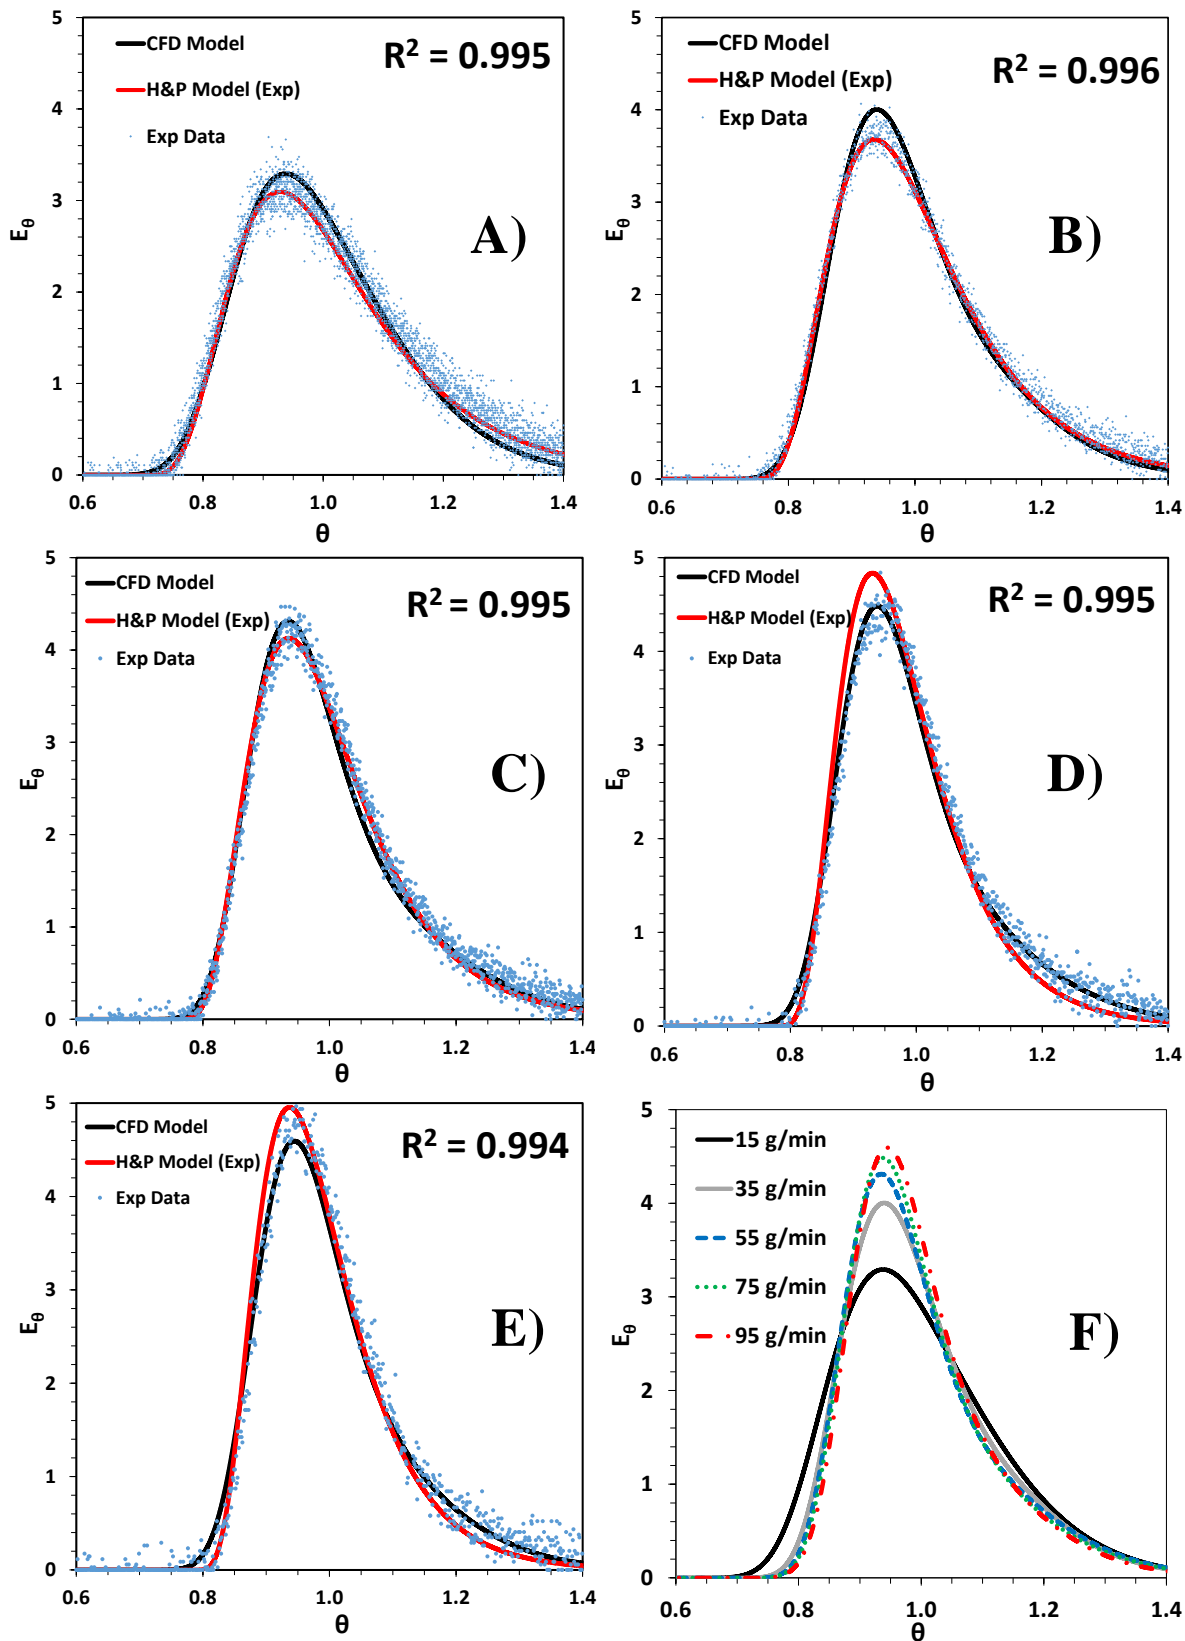 5
4
3
2
1
0
E_θ
CFD Model
H&P Model (Exp)
Exp Data
R² = 0.995
A)
0.6 0.8 1.0 1.2 1.4
θ
5
4
3
2
1
0
E_θ
CFD Model
H&P Model (Exp)
Exp Data
R² = 0.996
B)
0.6 0.8 1.0 1.2 1.4
θ
5
4
3
2
1
0
E_θ
CFD Model
H&P Model (Exp)
Exp Data
R² = 0.995
C)
0.6 0.8 1.0 1.2 1.4
θ
5
4
3
2
1
0
E_θ
CFD Model
H&P Model (Exp)
Exp Data
R² = 0.995
D)
0.6 0.8 1.0 1.2 1.4
θ
5
4
3
2
1
0
E_θ
CFD Model
H&P Model (Exp)
Exp Data
R² = 0.994
E)
0.6 0.8 1.0 1.2 1.4
θ
5
4
3
2
1
0
E_θ
15 g/min
35 g/min
55 g/min
75 g/min
95 g/min
F)
0.6 0.8 1.0 1.2 1.4
θ